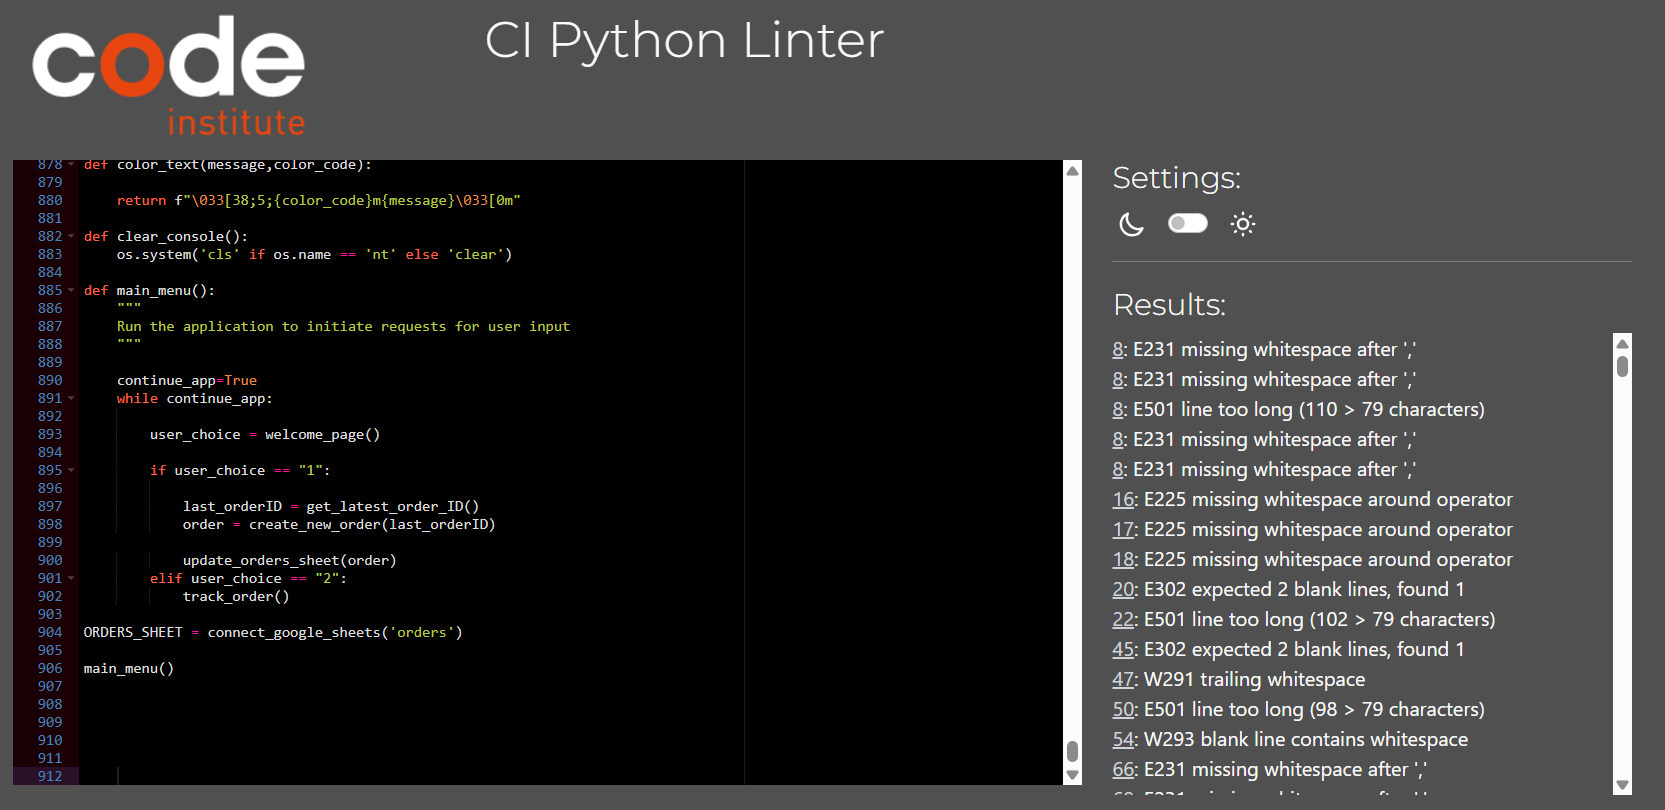 code
institute
CI Python Linter
878 def color_text(message,color_code):
879
880 return f"\033[38;5;{color_code}m{message}\033[0m"
881
882 def clear_console():
883 os.system('cls' if os.name == 'nt' else 'clear')
884
885 def main_menu():
886 """
887 Run the application to initiate requests for user input
888 """
889
890 continue_app=True
891 while continue_app:
892
893 user_choice = welcome_page()
894
895 if user_choice == "1":
896
897 last_orderID = get_latest_order_ID()
898 order = create_new_order(last_orderID)
899
900 update_orders_sheet(order)
901 elif user_choice == "2":
902 track_order()
903
904 ORDERS_SHEET = connect_google_sheets('orders')
905
906 main_menu()
907
908
909
910
911
912
Settings:
Results:
8: E231 missing whitespace after ','
8: E231 missing whitespace after ','
8: E501 line too long (110 > 79 characters)
8: E231 missing whitespace after ','
8: E231 missing whitespace after ','
16: E225 missing whitespace around operator
17: E225 missing whitespace around operator
18: E225 missing whitespace around operator
20: E302 expected 2 blank lines, found 1
22: E501 line too long (102 > 79 characters)
45: E302 expected 2 blank lines, found 1
47: W291 trailing whitespace
50: E501 line too long (98 > 79 characters)
54: W293 blank line contains whitespace
66: E231 missing whitespace after ','